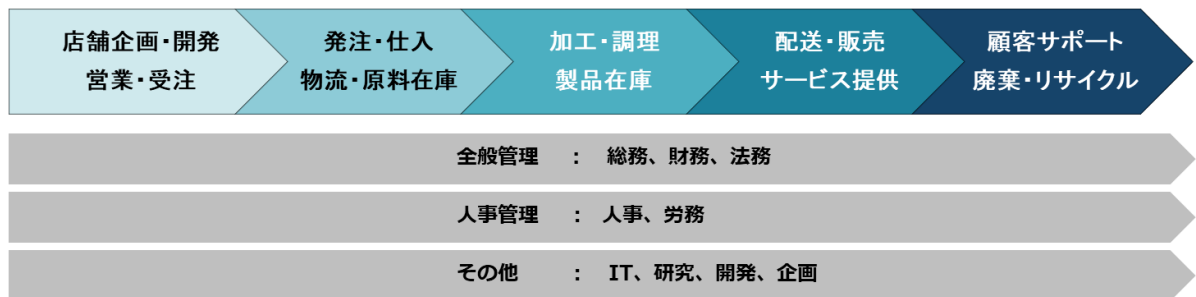 店舗企画・開発
営業・受注
発注・仕入
物流・原料在庫
加工・調理
製品在庫
配送・販売
サービス提供
顧客サポート
廃棄・リサイクル
全般管理 : 総務、財務、法務
人事管理 : 人事、労務
その他 : IT、研究、開発、企画